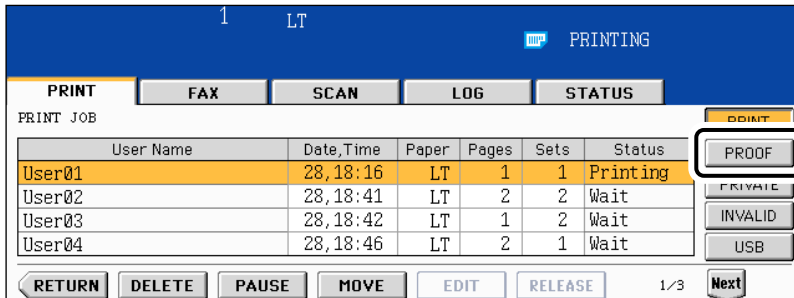 1 LT
PRINTING
PRINT FAX SCAN LOG STATUS
PRINT JOB PRINT
User Name Date,Time Paper Pages Sets Status PROOF
User01 28,18:16 LT 1 1 Printing
User02 28,18:41 LT 2 2 Wait PRIVATE
User03 28,18:42 LT 1 2 Wait INVALID
User04 28,18:46 LT 2 1 Wait USB
RETURN DELETE PAUSE MOVE EDIT RELEASE 1/3 Next